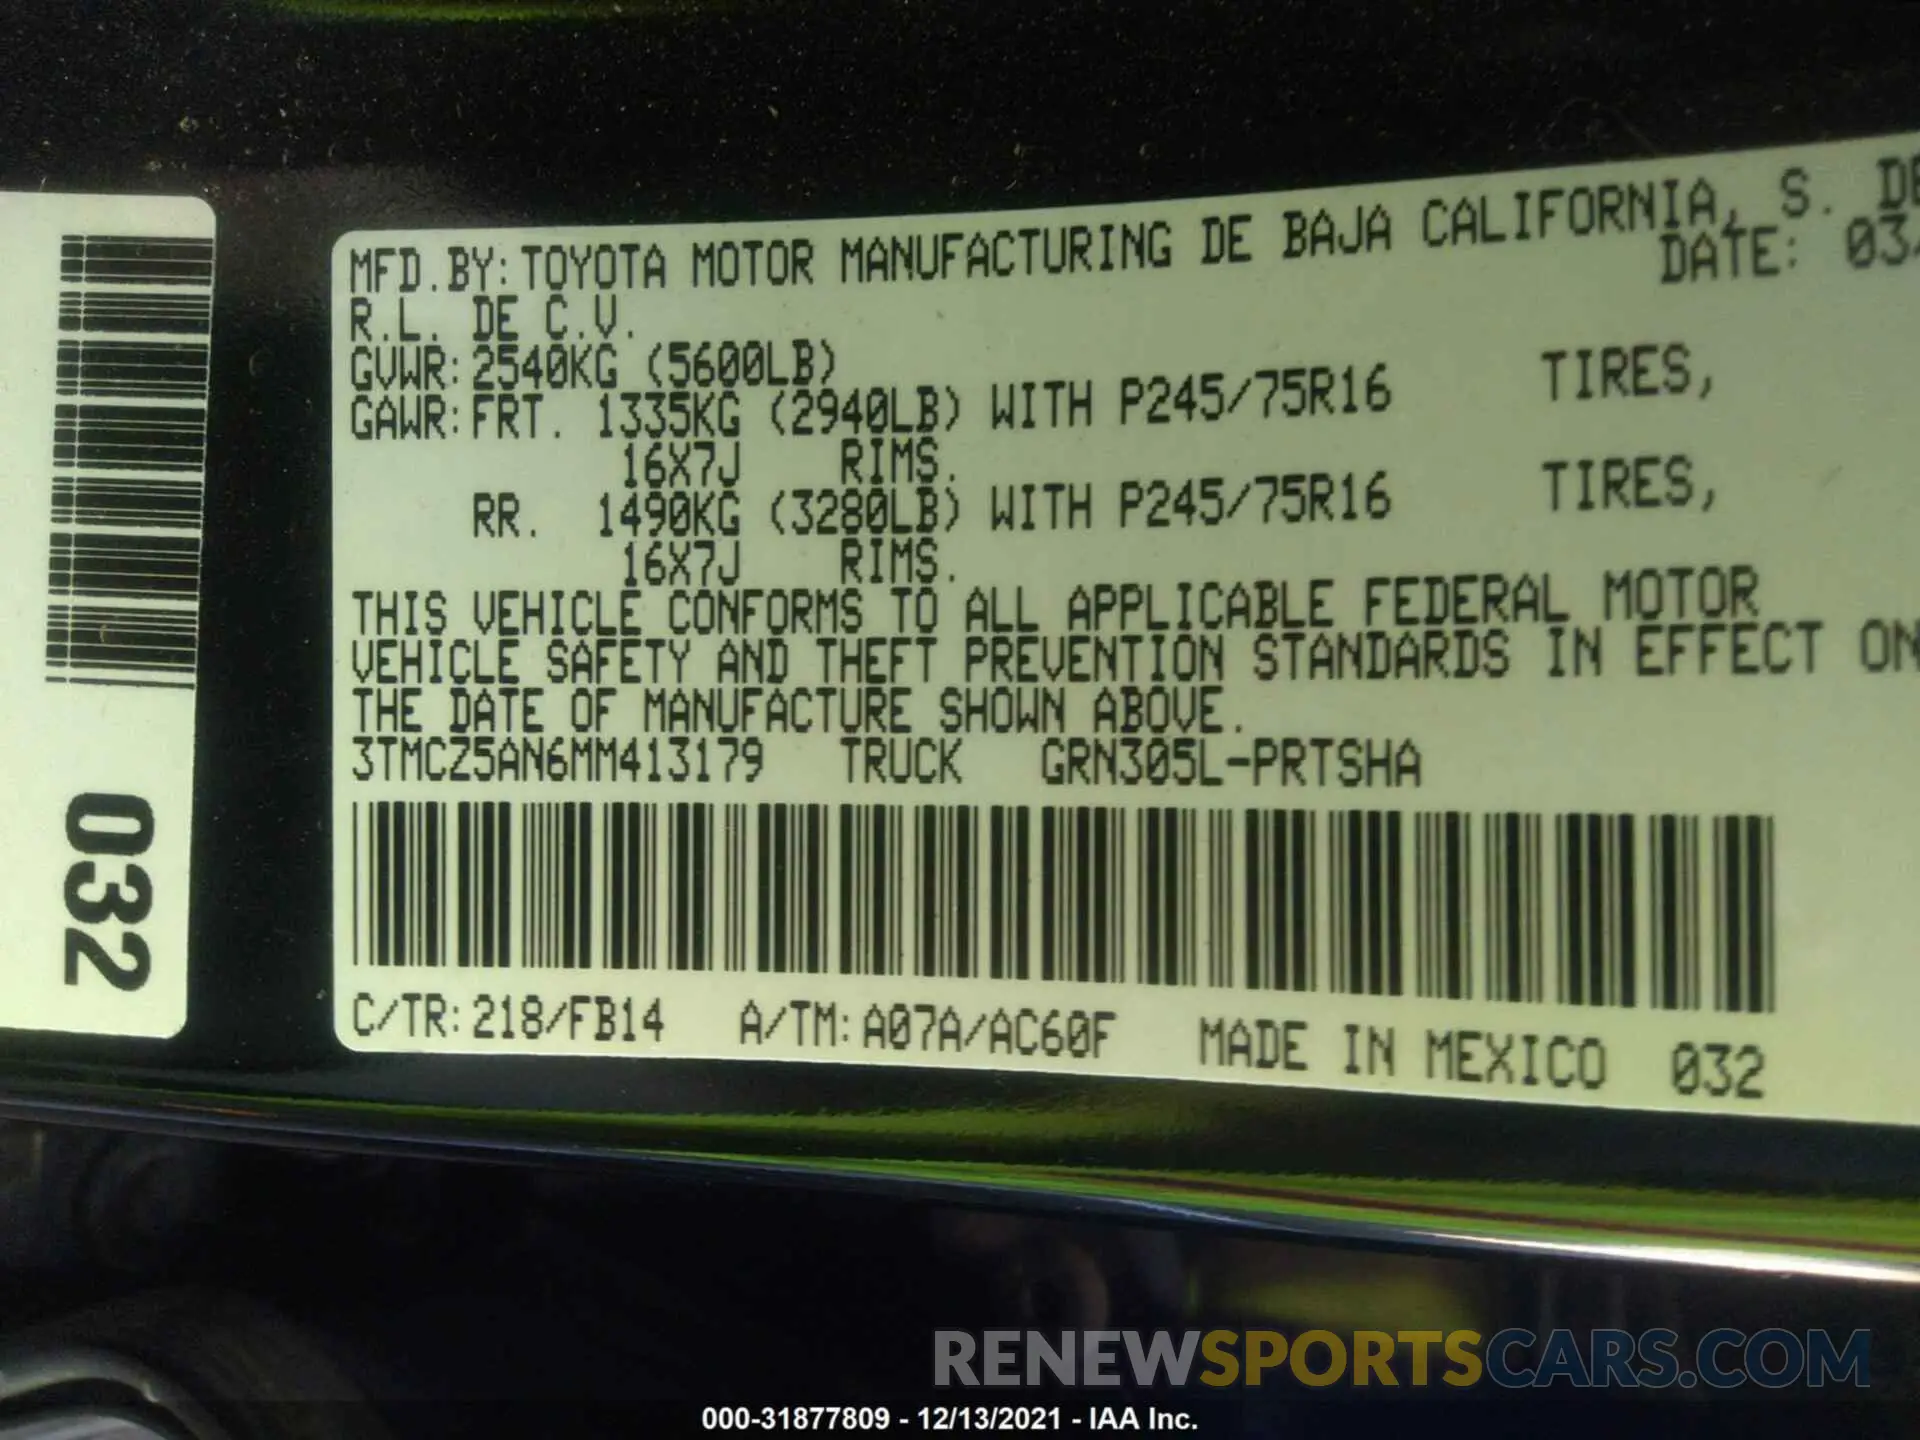 MFD.BY:TOYOTA MOTOR MANUFACTURING DE BAJA CALIFORNIA, S. DE
R.L. DE C.V. DATE:
GVWR:2540KG (5600LB)
GAWR:FRT. 1335KG (2940LB) WITH P245/75R16 TIRES,
16X7J RIMS.
RR. 1490KG (3280LB) WITH P245/75R16 TIRES,
16X7J RIMS.
THIS VEHICLE CONFORMS TO ALL APPLICABLE FEDERAL MOTOR
VEHICLE SAFETY AND THEFT PREVENTION STANDARDS IN EFFECT ON
THE DATE OF MANUFACTURE SHOWN ABOVE.
3TMCZ5AN6MM413179 TRUCK GRN305L-PRTSHA
C/TR:218/FB14 A/TM:A07A/AC60F MADE IN MEXICO 032
032
RENEWSPORTSCARS.COM
000-31877809 - 12/13/2021 - IAA Inc.